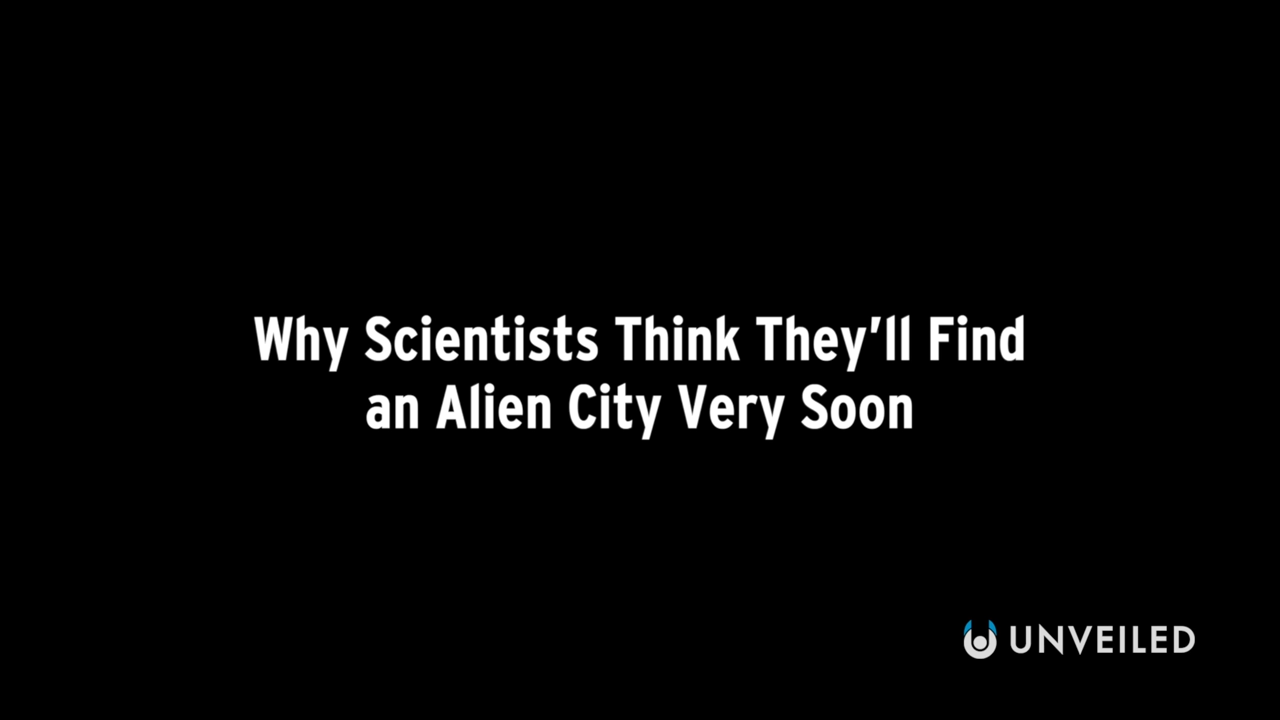 Why Scientists Think They’ll Find
an Alien City Very Soon
UNVEILED